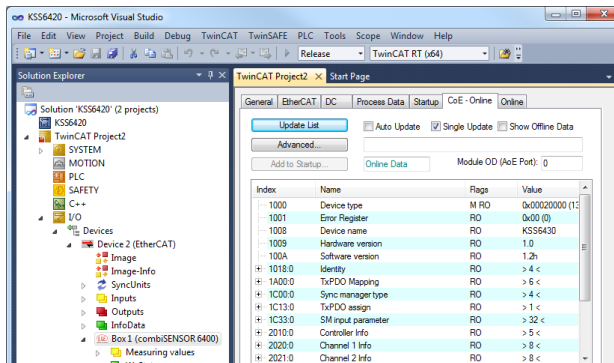 KSS6420 - Microsoft Visual Studio
File Edit View Project Build Debug TwinCAT TwinSAFE PLC Tools Scope Window Help
Release TwinCAT RT (x64)
Solution Explorer
TwinCAT Project2 Start Page
Solution 'KSS6420' (2 projects)
KSS6420
TwinCAT Project2
SYSTEM
MOTION
PLC
SAFETY
C++
I/O
Devices
Device 2 (EtherCAT)
Image
Image-Info
SyncUnits
Inputs
Outputs
InfoData
Box 1 (combiSENSOR 6400)
Measuring values
General EtherCAT DC Process Data Startup CoE - Online Online
Update List Auto Update Single Update Show Offline Data
Advanced...
Add to Startup... Online Data Module OD (AoE Port): 0
Index Name Flags Value
1000 Device type M RO 0x00020000 (13
1001 Error Register RO 0x00 (0)
1008 Device name RO KSS6430
1009 Hardware version RO 1.0
100A Software version RO 1.2h
1018:0 Identity RO > 4 <
1A00:0 TxPDO Mapping RO > 6 <
1C00:0 Sync manager type RO > 4 <
1C13:0 TxPDO assign RO > 1 <
1C33:0 SM input parameter RO > 32 <
2010:0 Controller Info RO > 5 <
2020:0 Channel 1 Info RO > 8 <
2021:0 Channel 2 Info RO > 8 <